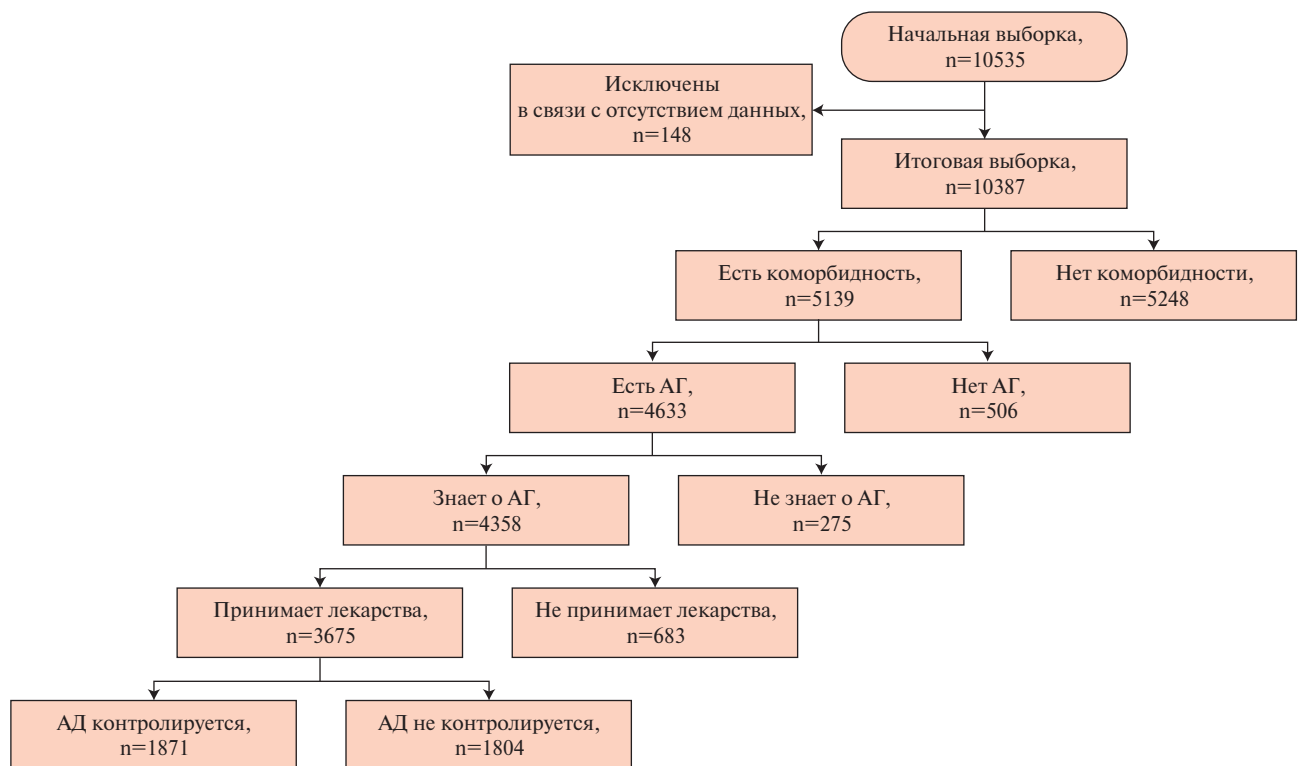 Начальная выборка,
n=10535
Исключены
в связи с отсутствием данных,
n=148
Итоговая выборка,
n=10387
Есть коморбидность,
n=5139
Нет коморбидности,
n=5248
Есть АГ,
n=4633
Нет АГ,
n=506
Знает о АГ,
n=4358
Не знает о АГ,
n=275
Принимает лекарства,
n=3675
Не принимает лекарства,
n=683
АД контролируется,
n=1871
АД не контролируется,
n=1804